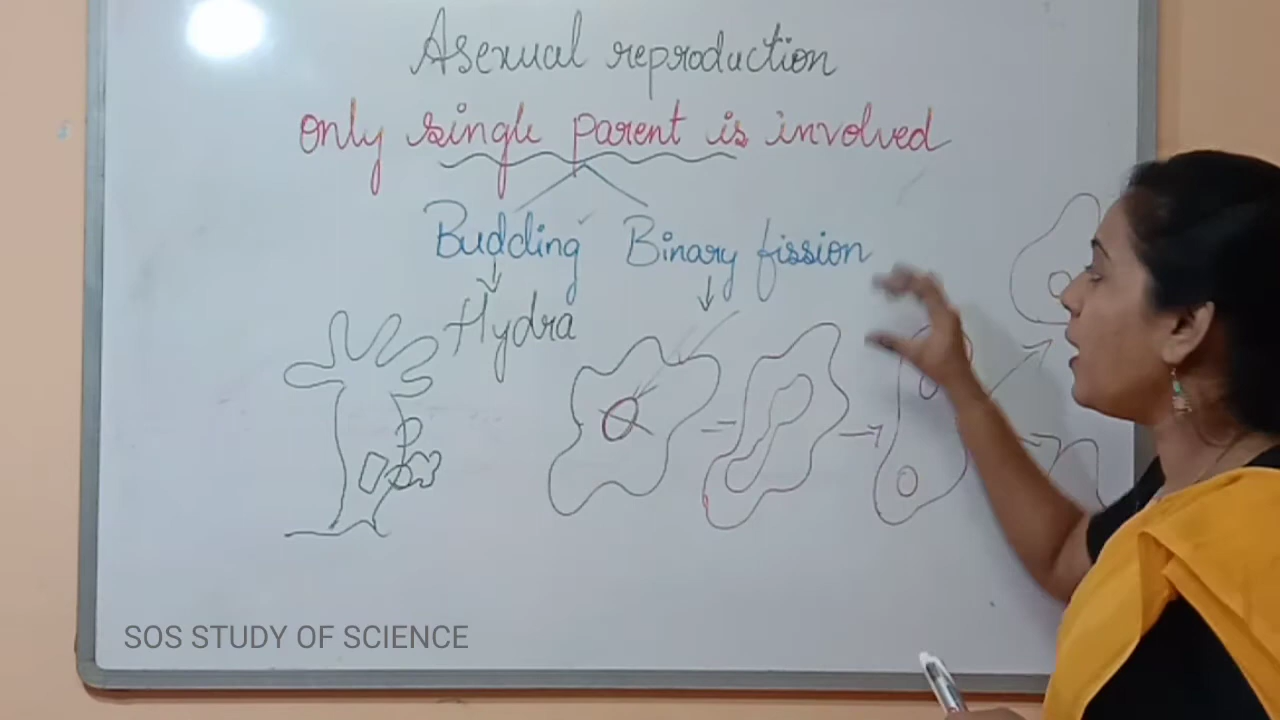 Asexual reproduction
only single parent is involved
Budding Binary fission
Hydra
SOS STUDY OF SCIENCE